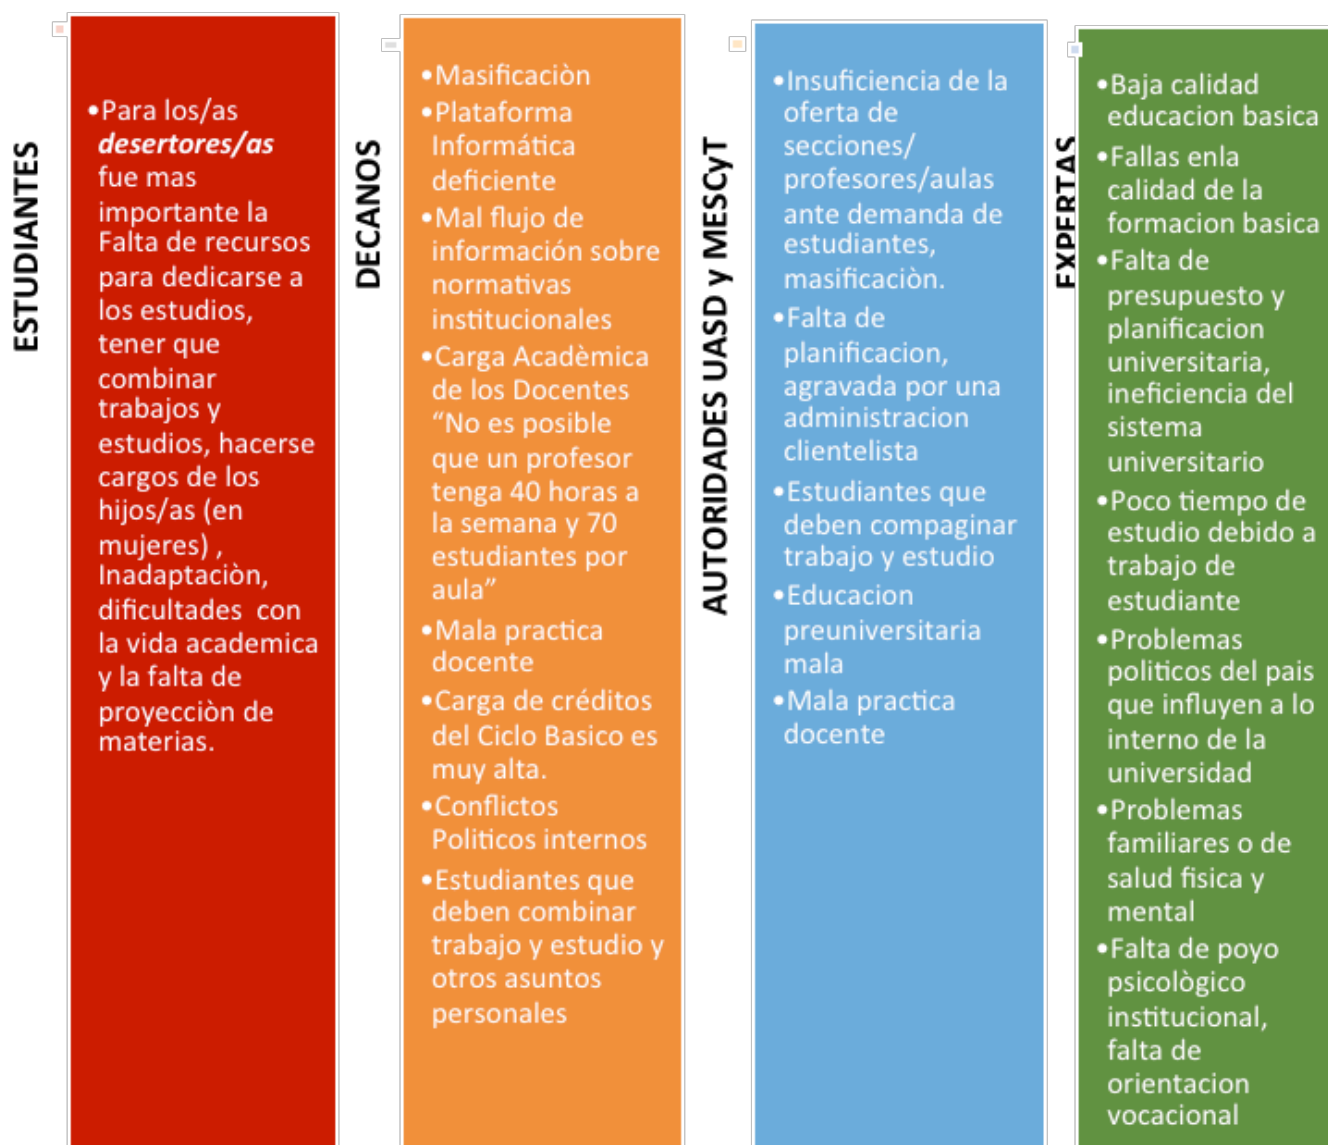 ESTUDIANTES
•Para los/as
desertores/as
fue mas
importante la
Falta de recursos
para dedicarse a
los estudios,
tener que
combinar
trabajos y
estudios, hacerse
cargos de los
hijos/as (en
mujeres) ,
Inadaptaciòn,
dificultades  con
la vida academica
y la falta de
proyecciòn de
materias.
DECANOS
•Masificaciòn
•Plataforma
Informática
deficiente
•Mal flujo de
información sobre
normativas
institucionales
•Carga Acadèmica
de los Docentes
“No es posible
que un profesor
tenga 40 horas a
la semana y 70
estudiantes por
aula”
•Mala practica
docente
•Carga de créditos
del Ciclo Basico es
muy alta.
•Conflictos
Politicos internos
•Estudiantes que
deben combinar
trabajo y estudio y
otros asuntos
personales
AUTORIDADES UASD y MESCyT
•Insuficiencia de la
oferta de
secciones/
profesores/aulas
ante demanda de
estudiantes,
masificaciòn.
•Falta de
planificacion,
agravada por una
administracion
clientelista
•Estudiantes que
deben compaginar
trabajo y estudio
•Educacion
preuniversitaria
mala
•Mala practica
docente
EXPERTAS
•Baja calidad
educacion basica
•Fallas enla
calidad de la
formacion basica
•Falta de
presupuesto y
planificacion
universitaria,
ineficiencia del
sistema
universitario
•Poco tiempo de
estudio debido a
trabajo de
estudiante
•Problemas
politicos del pais
que influyen a lo
interno de la
universidad
•Problemas
familiares o de
salud fisica y
mental
•Falta de poyo
psicològico
institucional,
falta de
orientacion
vocacional